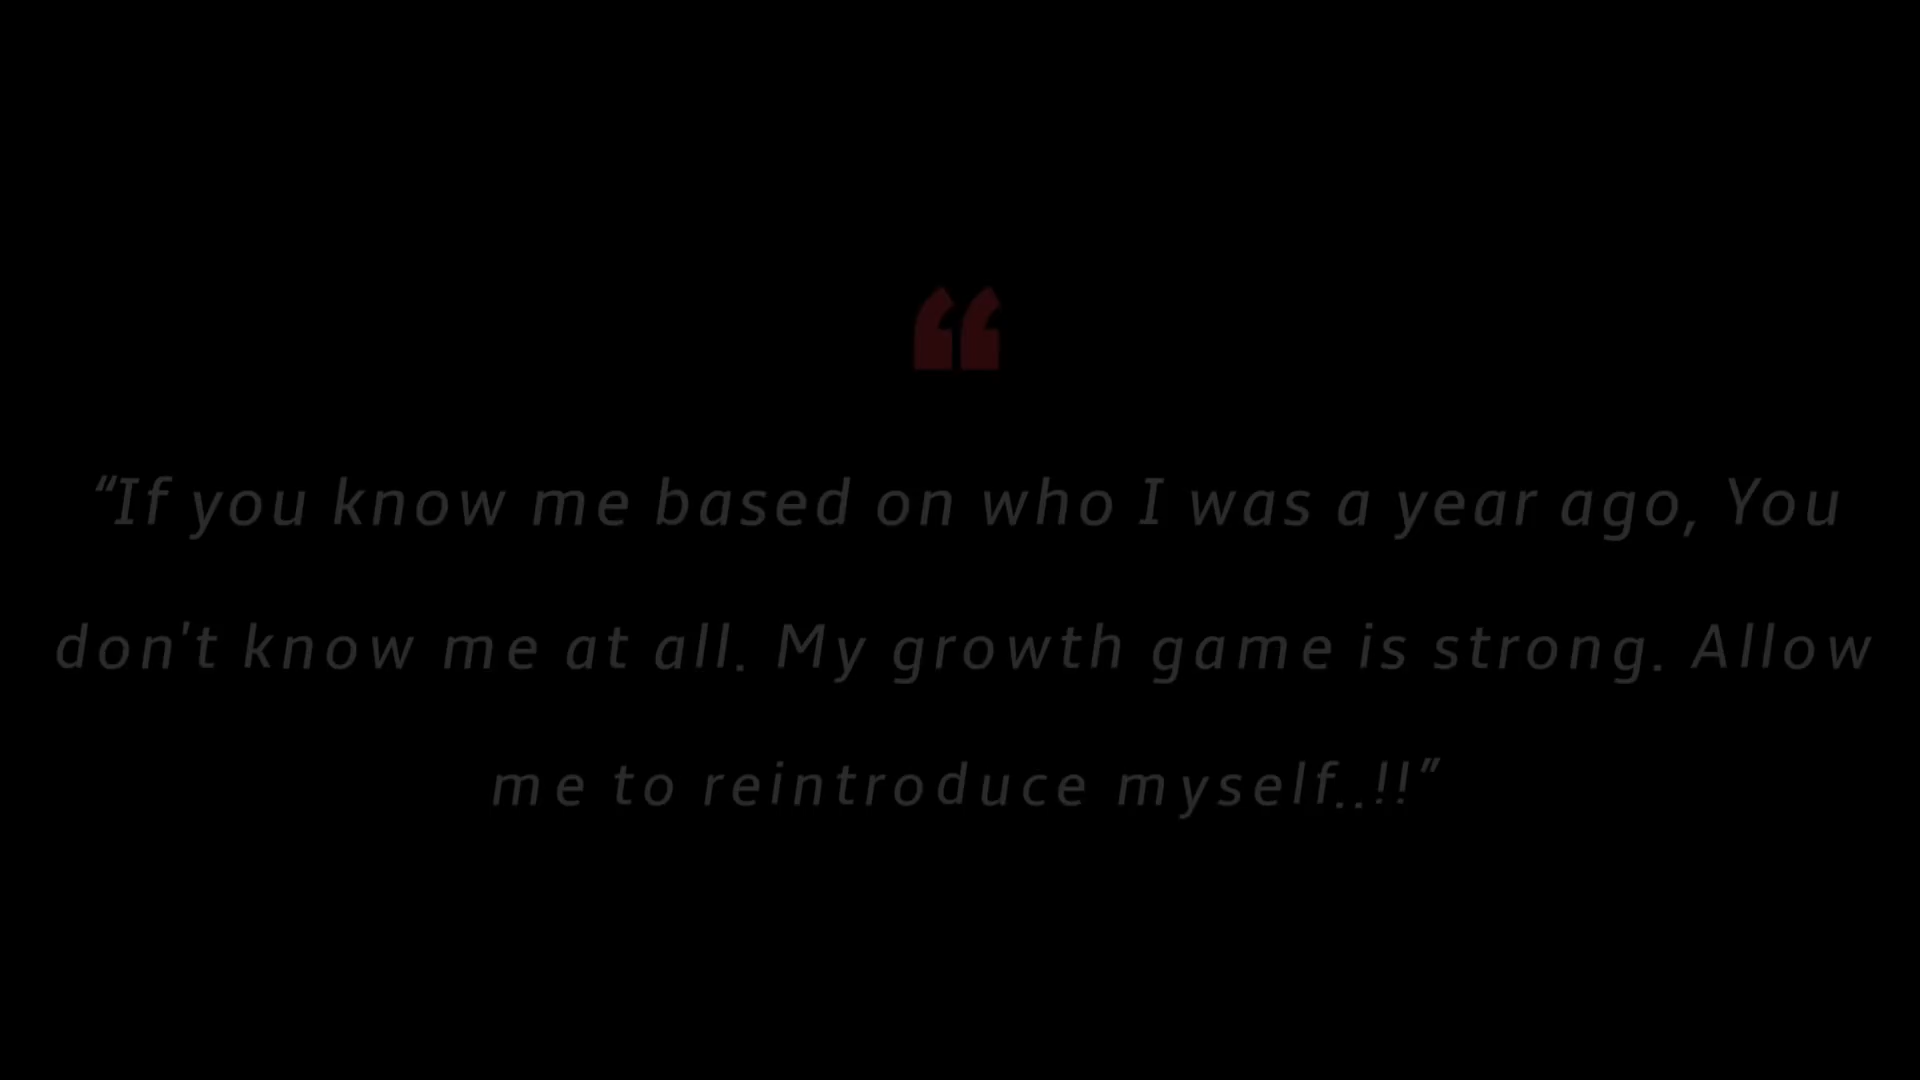 “If you know me based on who I was a year ago, You
don't know me at all. My growth game is strong. Allow
me to reintroduce myself..!!”